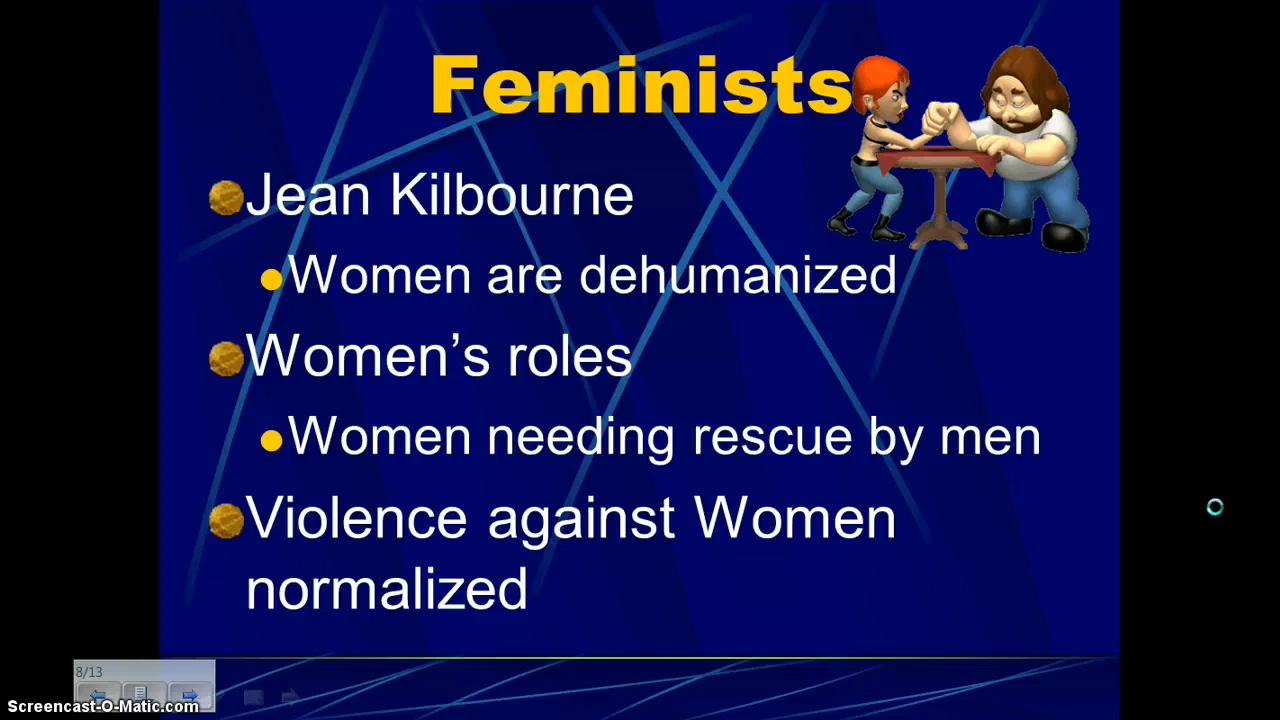 Feminists
Jean Kilbourne
Women are dehumanized
Women’s roles
Women needing rescue by men
Violence against Women
normalized
8/13
Screencast-O-Matic.com